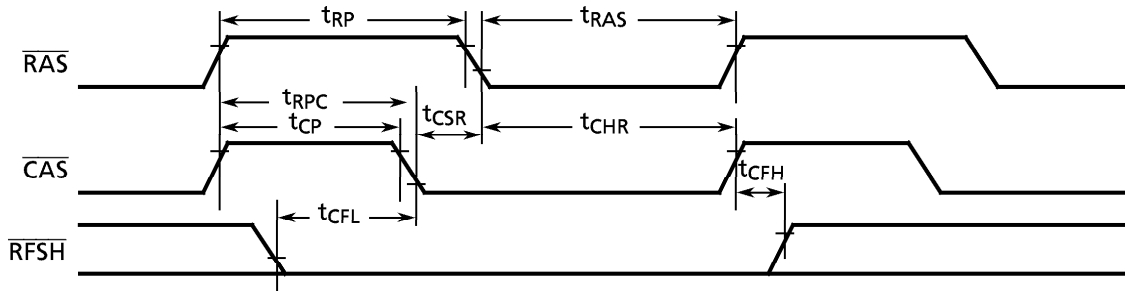 tRP tRAS
RAS
tRPC
tCSR
tCP tCHR
CAS
tCFH
tCFL
RFSH